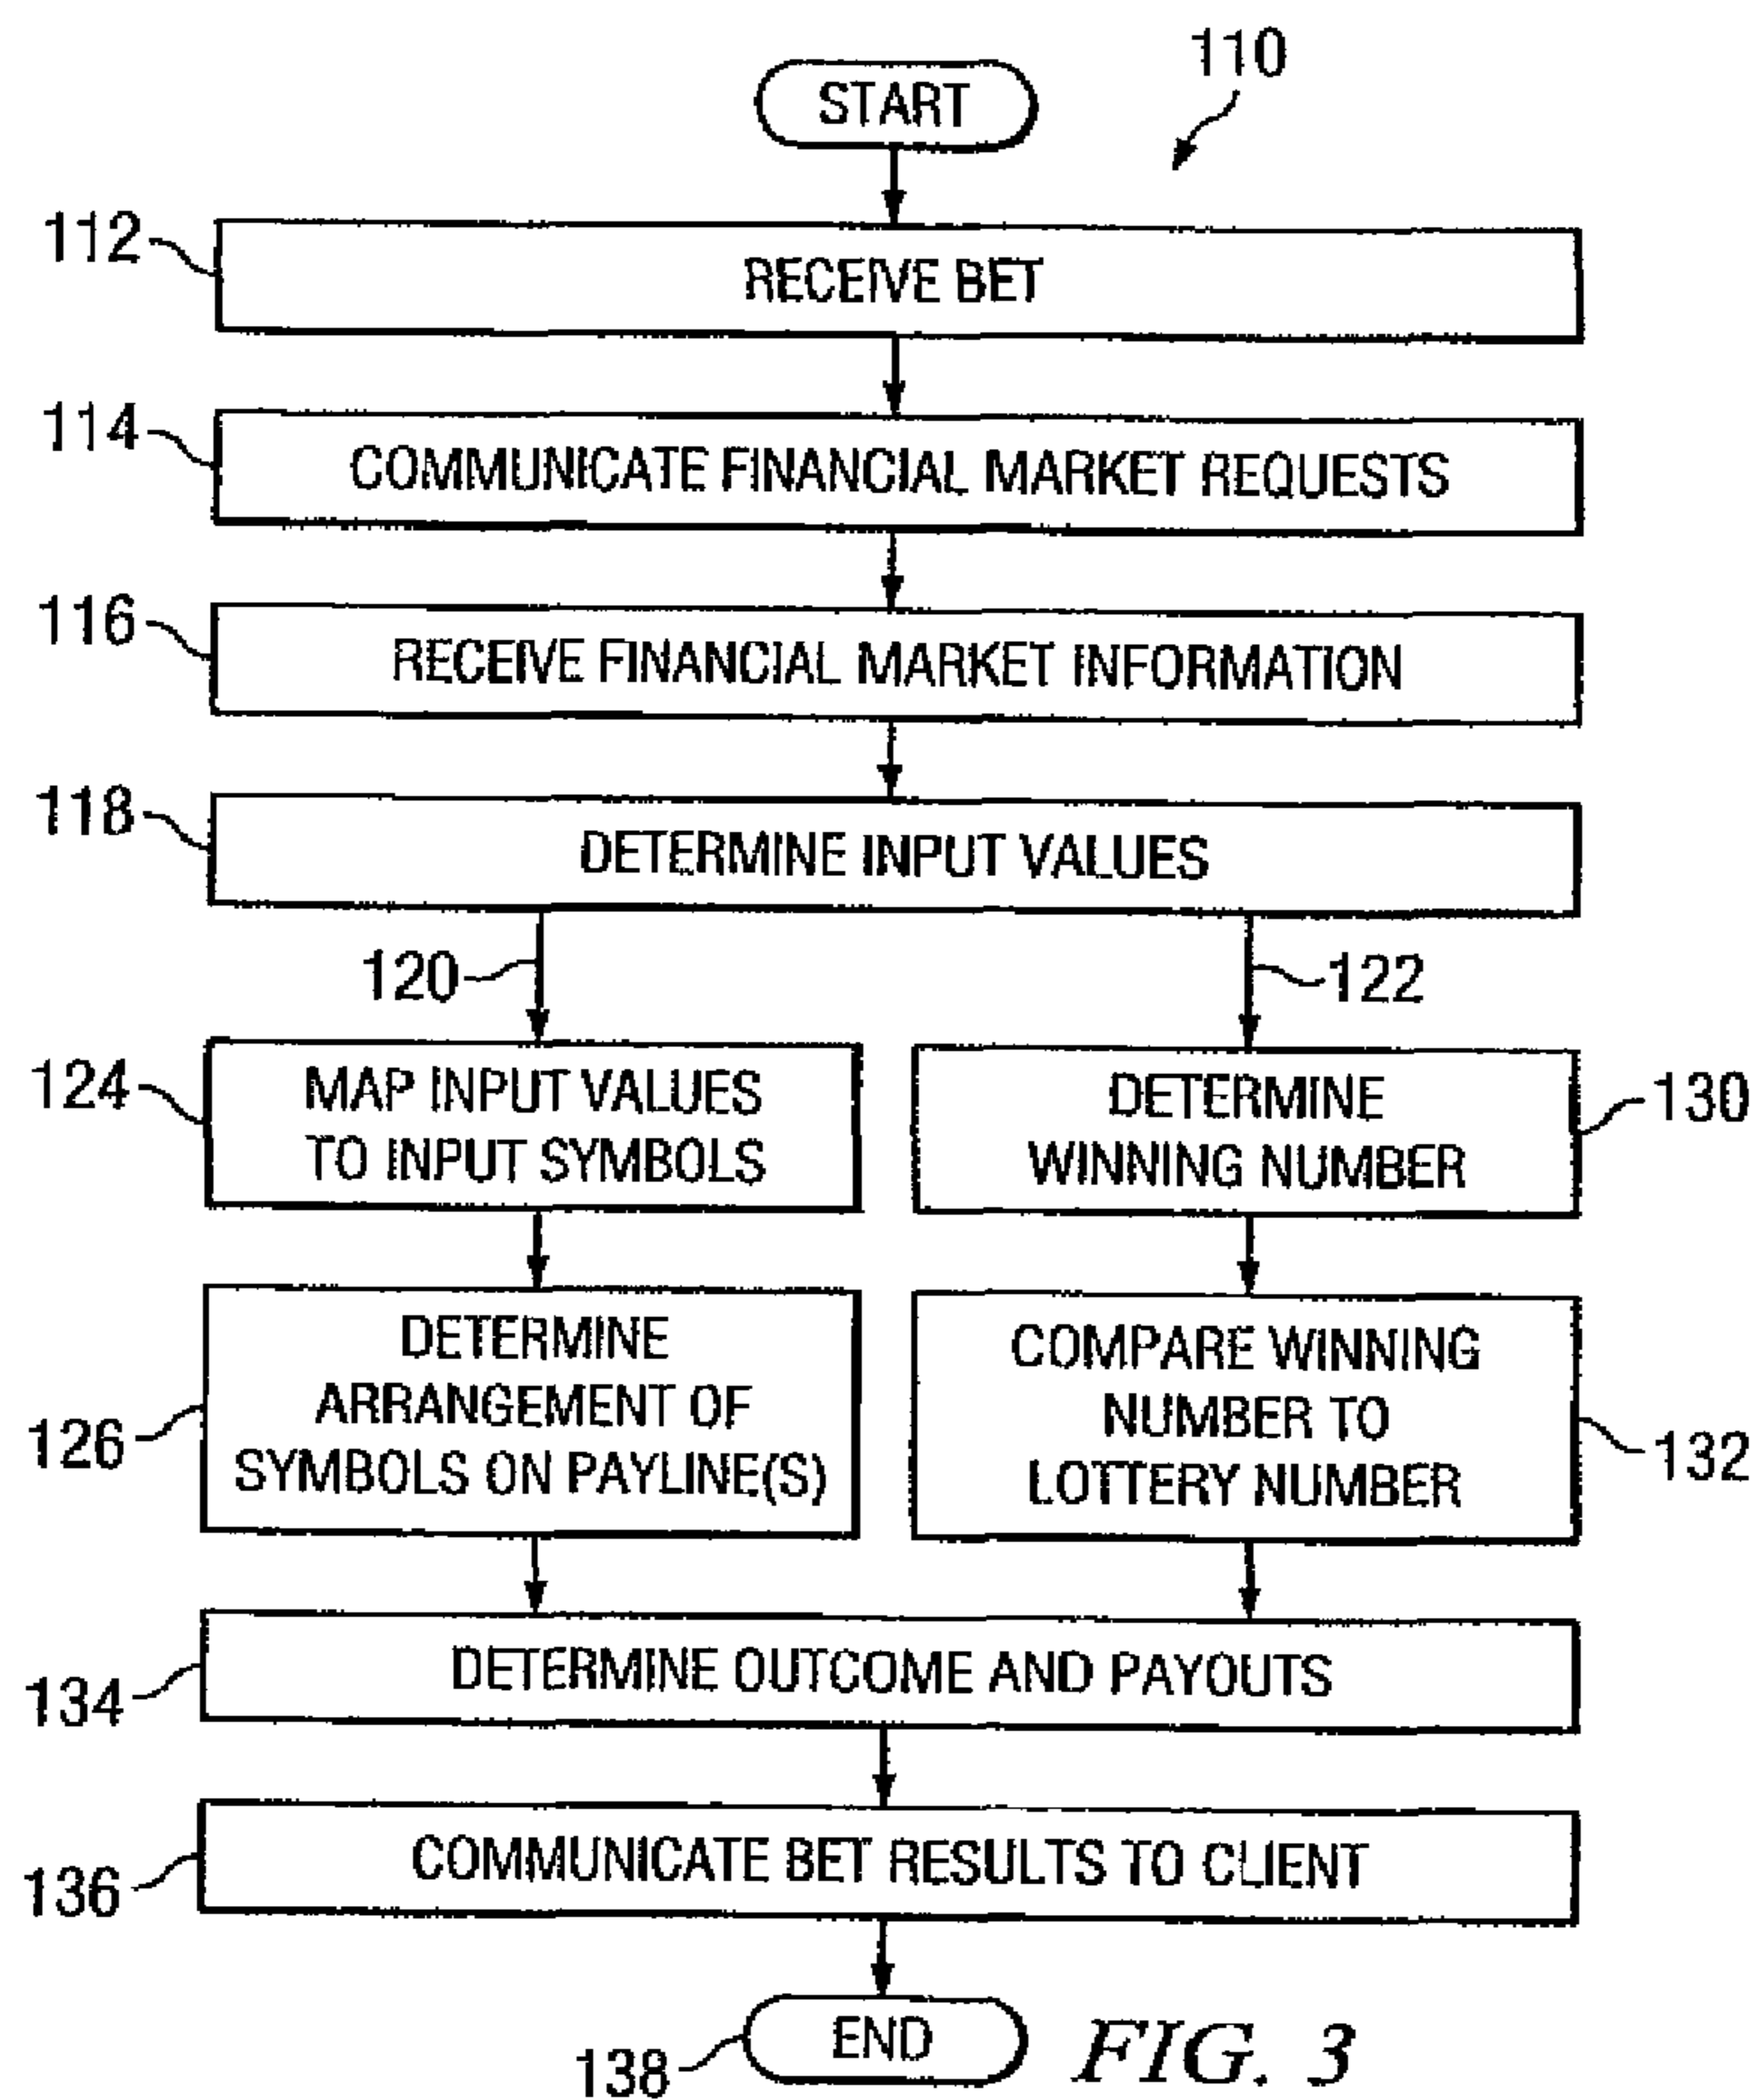 110
START
112
RECEIVE BET
114
COMMUNICATE FINANCIAL MARKET REQUESTS
116
RECEIVE FINANCIAL MARKET INFORMATION
118
DETERMINE INPUT VALUES
120
122
124
MAP INPUT VALUES
TO INPUT SYMBOLS
DETERMINE
WINNING NUMBER
130
126
DETERMINE
ARRANGEMENT OF
SYMBOLS ON PAYLINE(S)
COMPARE WINNING
NUMBER TO
LOTTERY NUMBER
132
134
DETERMINE OUTCOME AND PAYOUTS
136
COMMUNICATE BET RESULTS TO CLIENT
138
END
FIG. 3